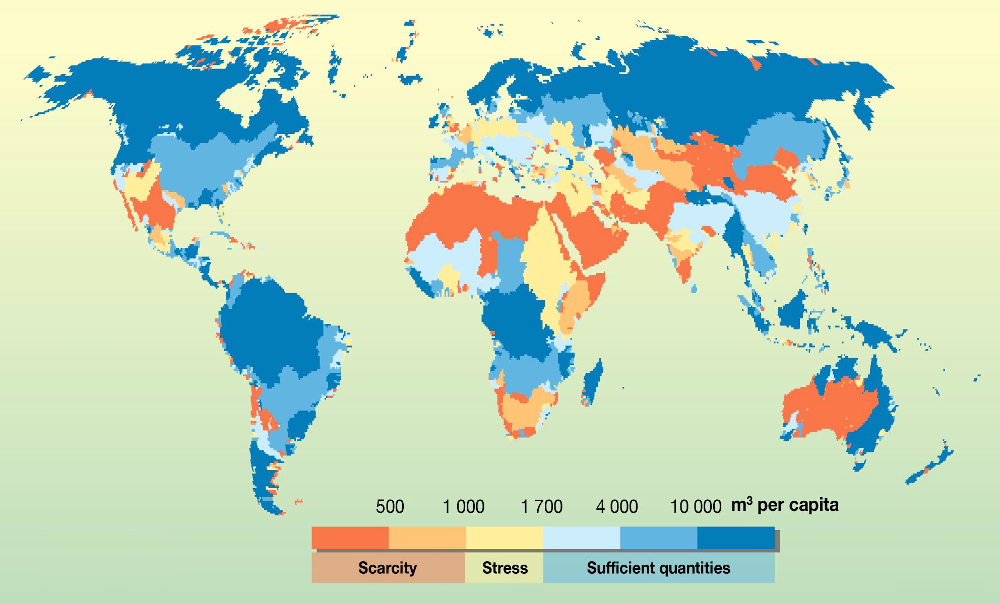 500 1 000 1 700 4 000 10 000 m³ per capita
Scarcity Stress Sufficient quantities